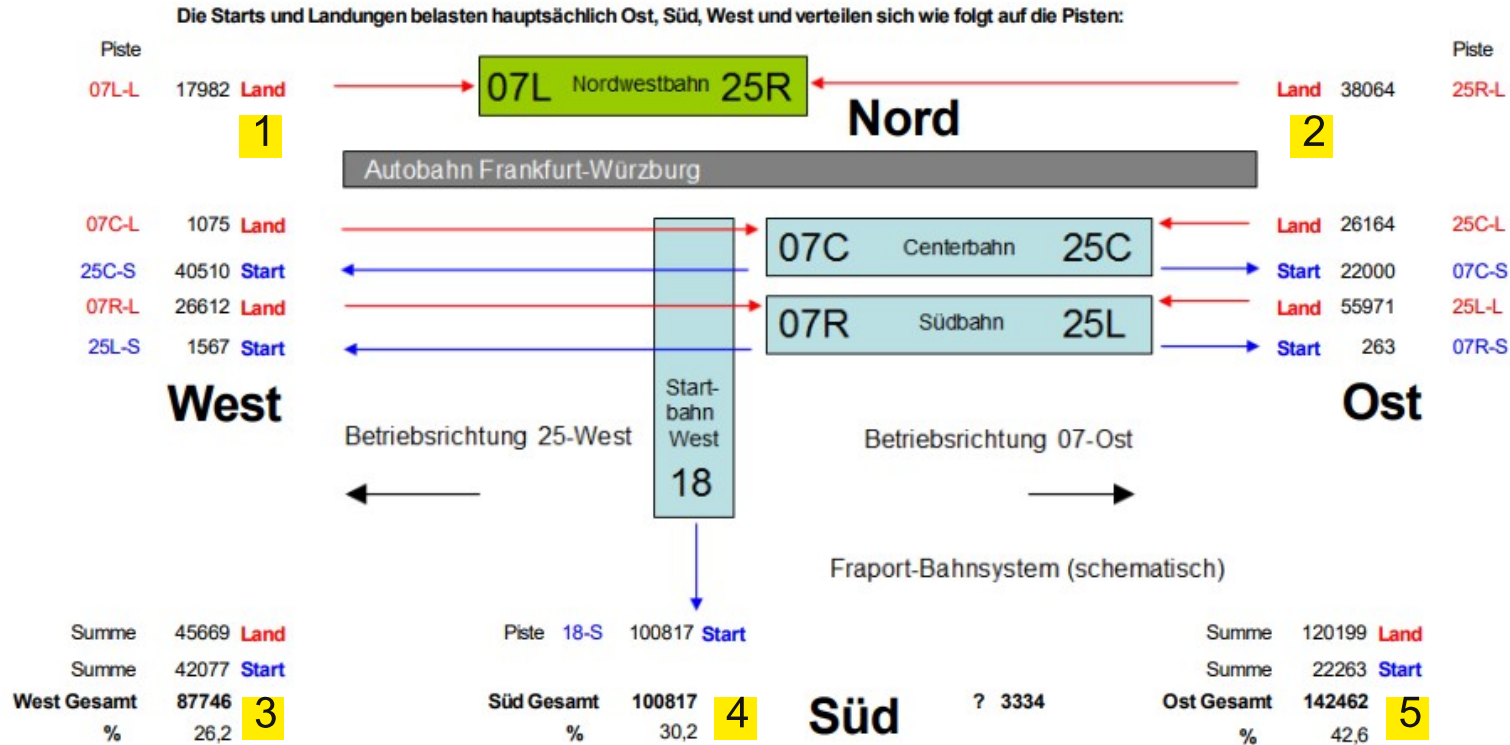 Die Starts und Landungen belasten hauptsächlich Ost, Süd, West und verteilen sich wie folgt auf die Pisten:
Piste Piste
07L-L 17982 Land 07L Nordwestbahn 25R Land 38064 25R-L
1 Nord 2
Autobahn Frankfurt-Würzburg
07C-L 1075 Land Land 26164 25C-L
07C Centerbahn 25C
25C-S 40510 Start Start 22000 07C-S
07R-L 26612 Land Land 55971 25L-L
07R Südbahn 25L
25L-S 1567 Start Start 263 07R-S
West Ost
Start-
bahn
West
18
Betriebsrichtung 25-West Betriebsrichtung 07-Ost
Fraport-Bahnsystem (schematisch)
Summe 45669 Land Piste 18-S 100817 Start Summe 120199 Land
Summe 42077 Start Summe 22263 Start
West Gesamt 87746 3 Süd Gesamt 100817 4 Süd ? 3334 Ost Gesamt 142462 5
% 26,2 % 30,2 % 42,6